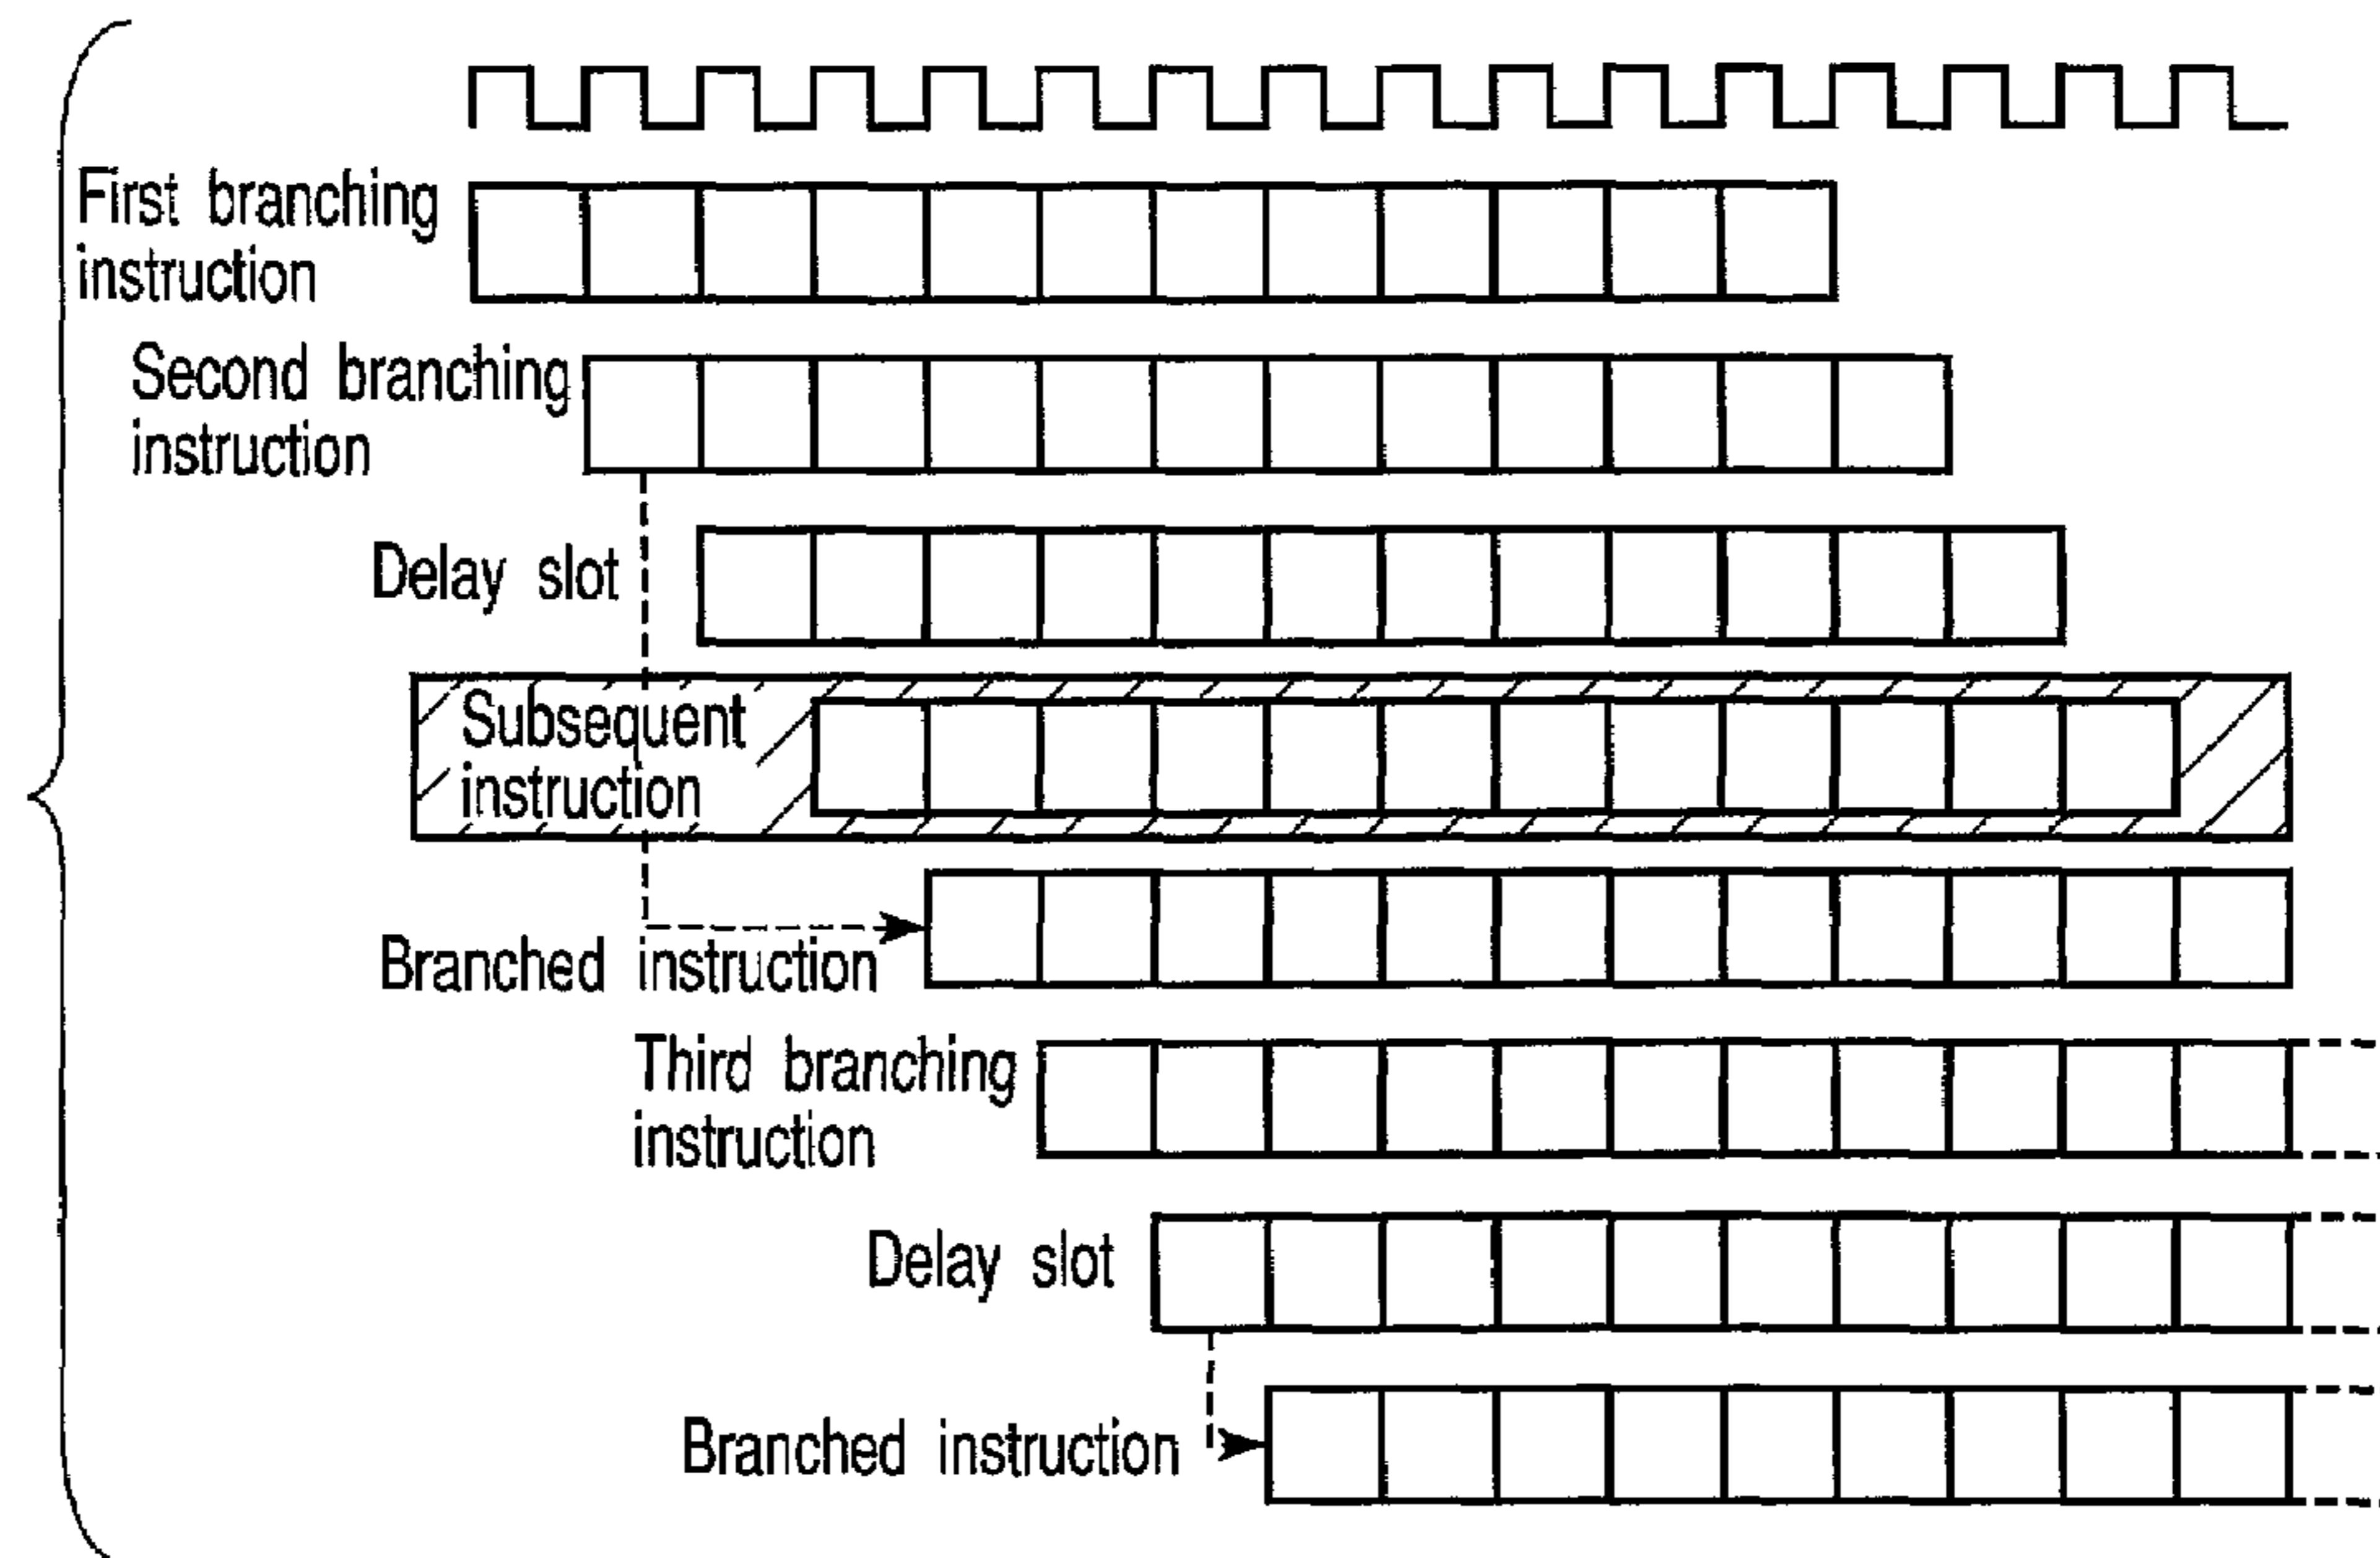 First branching
instruction
Second branching
instruction
Delay slot
Subsequent
instruction
Branched instruction
Third branching
instruction
Delay slot
Branched instruction